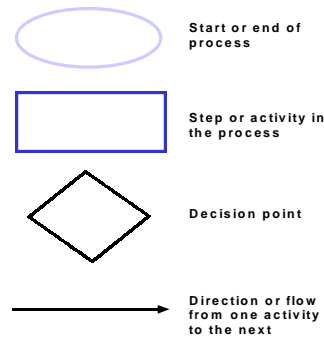 Start or end of
process
Step or activity in
the process
Decision point
Direction or flow
from one activity
to the next